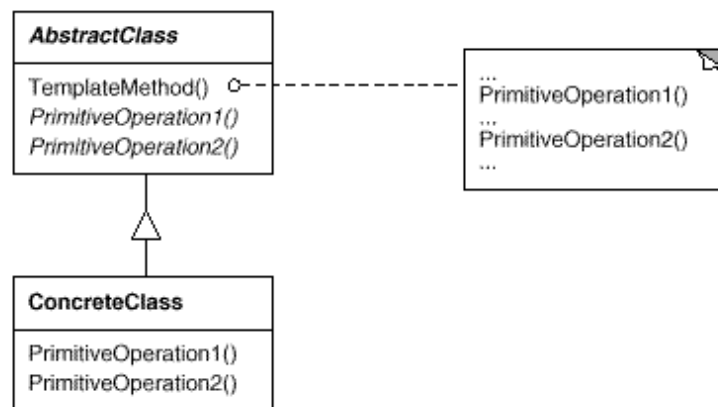 AbstractClass
TemplateMethod()
PrimitiveOperation1()
PrimitiveOperation2()
...
PrimitiveOperation1()
...
PrimitiveOperation2()
...
ConcreteClass
PrimitiveOperation1()
PrimitiveOperation2()